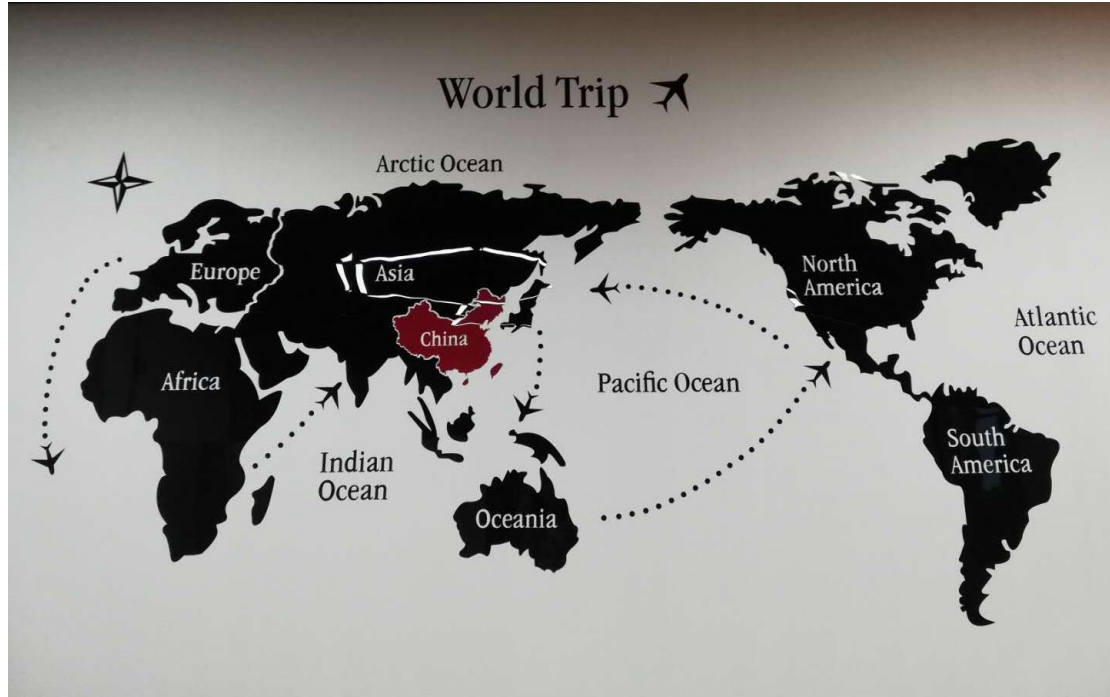 World Trip
Arctic Ocean
Europe
Asia
North
America
China
Atlantic
Ocean
Africa
Pacific Ocean
Indian
Ocean
South
America
Oceania